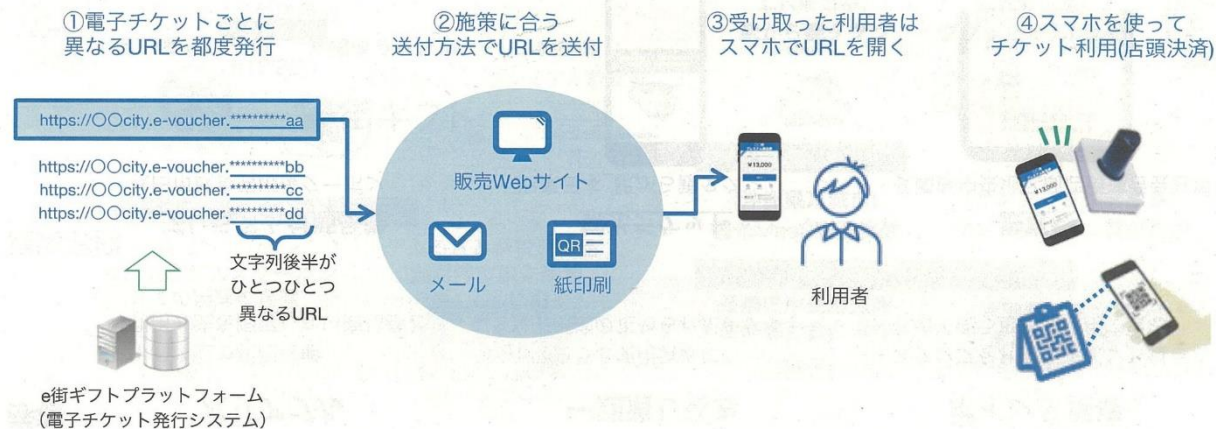 ①電子チケットごとに
異なるURLを都度発行
②施策に合う
送付方法でURLを送付
③受け取った利用者は
スマホでURLを開く
④スマホを使って
チケット利用(店頭決済)
https://〇〇city.e-voucher.**********aa
https://〇〇city.e-voucher.**********bb
https://〇〇city.e-voucher.**********cc
https://〇〇city.e-voucher.**********dd
文字列後半が
ひとつひとつ
異なるURL
e街ギフトプラットフォーム
(電子チケット発行システム)
販売Webサイト
メール
QR
紙印刷
¥13,000
利用者
¥13,000